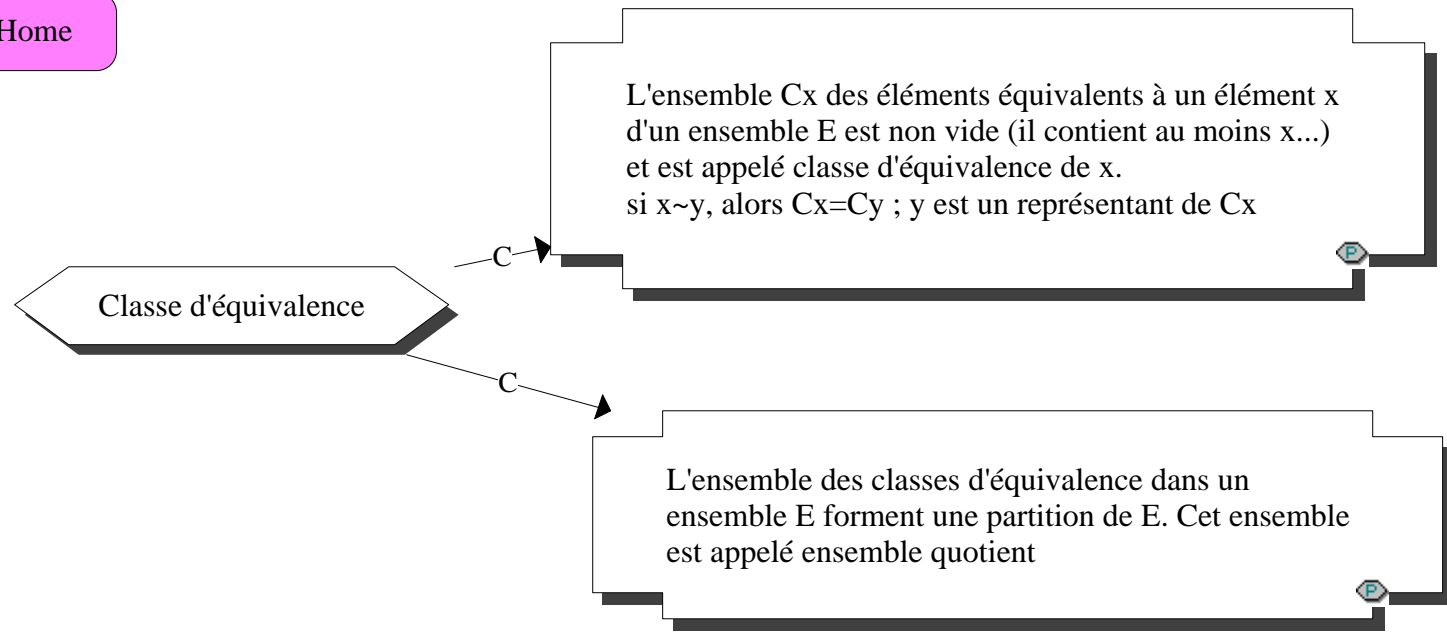 Home
L'ensemble Cx des éléments équivalents à un élément x
d'un ensemble E est non vide (il contient au moins x...)
et est appelé classe d'équivalence de x.
si x~y, alors Cx=Cy ; y est un représentant de Cx
P
C
Classe d'équivalence
C
L'ensemble des classes d'équivalence dans un
ensemble E forment une partition de E. Cet ensemble
est appelé ensemble quotient
P